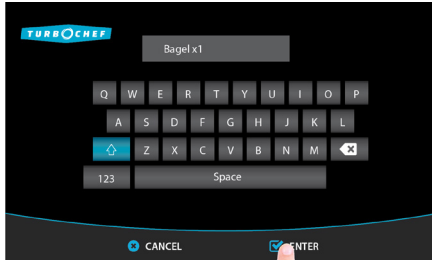 TURBOCHEF
Bagel x1
Q W E R T Y U I O P
A S D F G H J K L
Z X C V B N M
123 Space
CANCEL ENTER